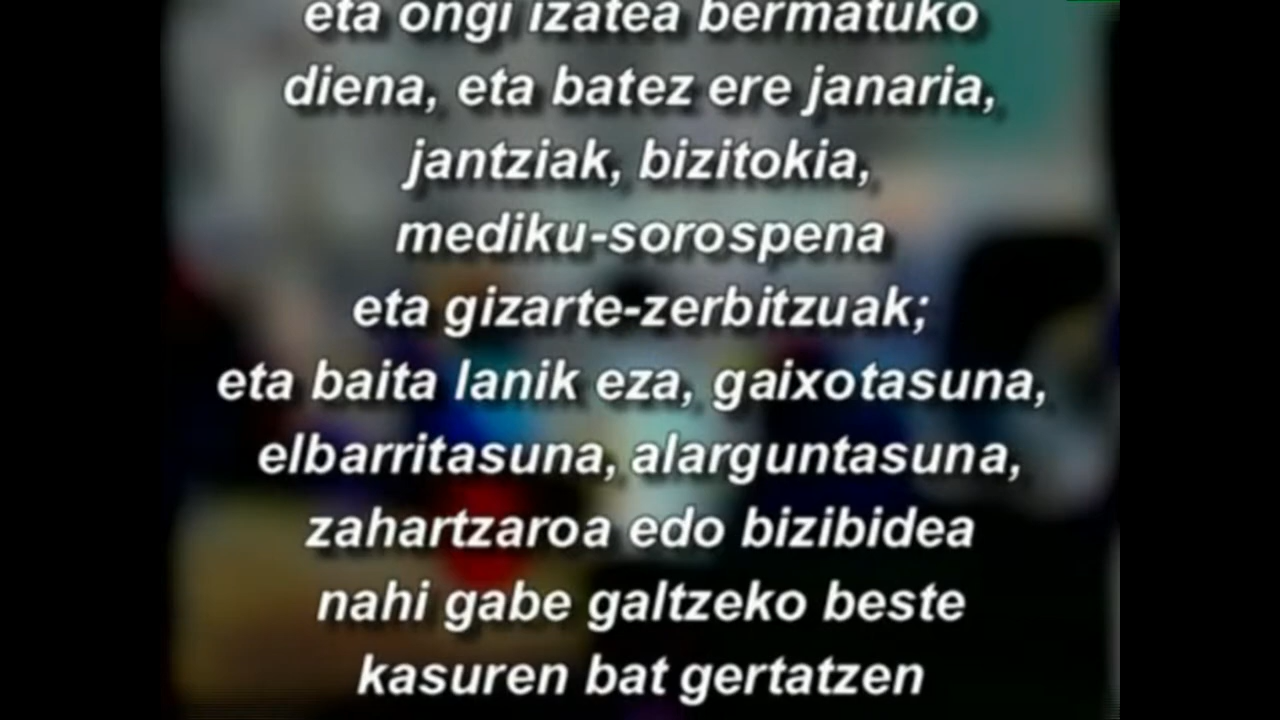 eta ongi izatea bermatuko
diena, eta batez ere janaria,
jantziak, bizitokia,
mediku-sorospena
eta gizarte-zerbitzuak;
eta baita lanik eza, gaixotasuna,
elbarritasuna, alarguntasuna,
zahartzaroa edo bizibidea
nahi gabe galtzeko beste
kasuren bat gertatzen